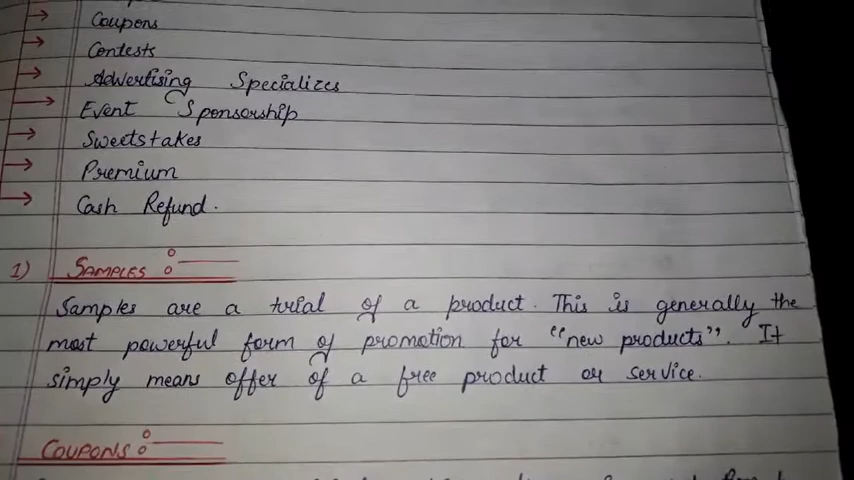 → Coupons
→ Contests
→ Advertising Specializes
→ Event Sponsorship
→ Sweetstakes
→ Premium
→ Cash Refund.
1) SAMPLES :-
Samples are a trial of a product. This is generally the
most powerful form of promotion for "new products". It
simply means offer of a free product or service.
COUPONS :-